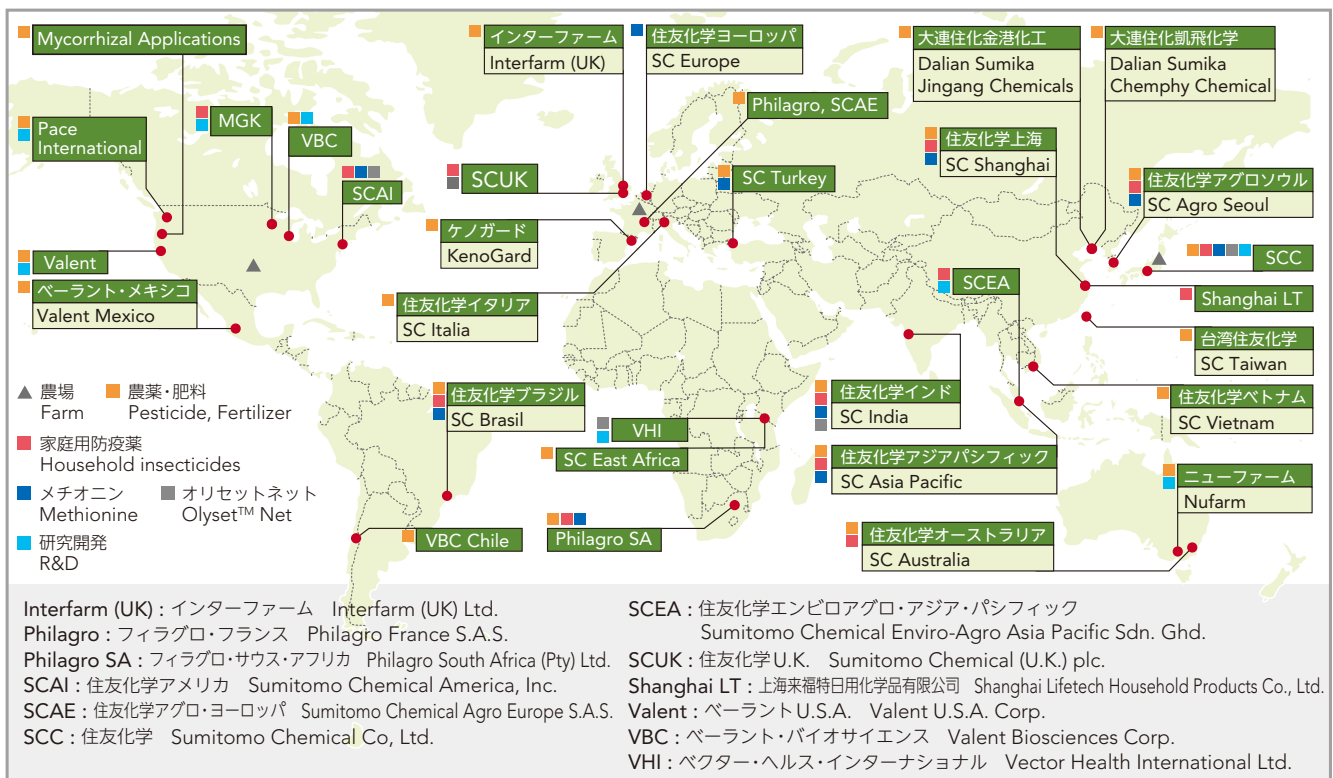 Mycorrhizal Applications
インターファーム
Interfarm (UK)
住友化学ヨーロッパ
SC Europe
大連住化金港化工
Dalian Sumika
Jingang Chemicals
大連住化凱飛化学
Dalian Sumika
Chemphy Chemical
Pace
International
MGK
VBC
SCAI
SCUK
Philagro, SCAE
SC Turkey
住友化学上海
SC Shanghai
住友化学アグロソウル
SC Agro Seoul
ケノガード
KenoGard
Valent
SCC
ベーラント・メキシコ
Valent Mexico
住友化学イタリア
SC Italia
SCEA
Shanghai LT
台湾住友化学
SC Taiwan
農場
Farm
農薬・肥料
Pesticide, Fertilizer
家庭用防疫薬
Household insecticides
メチオニン
Methionine
オリセットネット
Olyset™ Net
研究開発
R&D
住友化学ブラジル
SC Brasil
VHI
SC East Africa
住友化学インド
SC India
住友化学ベトナム
SC Vietnam
住友化学アジアパシフィック
SC Asia Pacific
ニューファーム
Nufarm
VBC Chile
Philagro SA
住友化学オーストラリア
SC Australia
Interfarm (UK) : インターファーム Interfarm (UK) Ltd.
Philagro : フィラグロ・フランス Philagro France S.A.S.
Philagro SA : フィラグロ・サウス・アフリカ Philagro South Africa (Pty) Ltd.
SCAI : 住友化学アメリカ Sumitomo Chemical America, Inc.
SCAE : 住友化学アグロ・ヨーロッパ Sumitomo Chemical Agro Europe S.A.S.
SCC : 住友化学 Sumitomo Chemical Co, Ltd.
SCEA : 住友化学エンビロアグロ・アジア・パシフィック
Sumitomo Chemical Enviro-Agro Asia Pacific Sdn. Ghd.
SCUK : 住友化学U.K. Sumitomo Chemical (U.K.) plc.
Shanghai LT : 上海来福特日用化学品有限公司 Shanghai Lifetech Household Products Co., Ltd.
Valent : ベーラントU.S.A. Valent U.S.A. Corp.
VBC : ベーラント・バイオサイエンス Valent Biosciences Corp.
VHI : ベクター・ヘルス・インターナショナル Vector Health International Ltd.